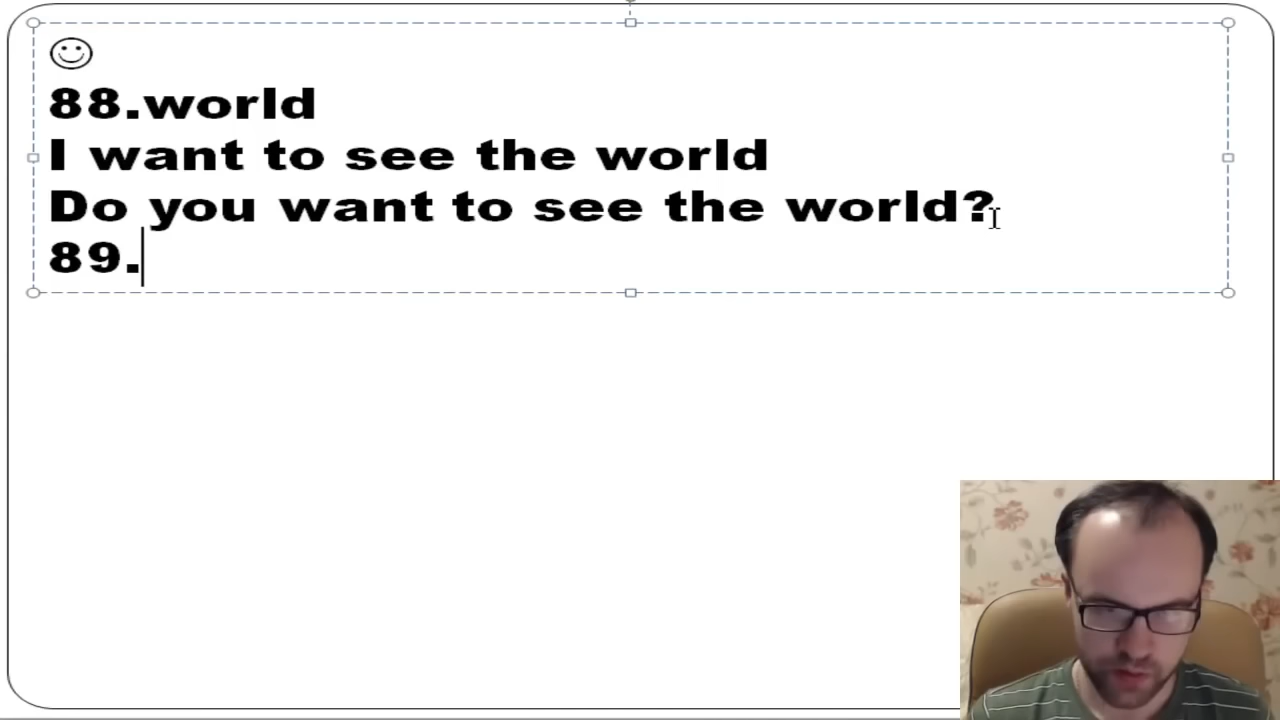 88.world
I want to see the world
Do you want to see the world?
89.